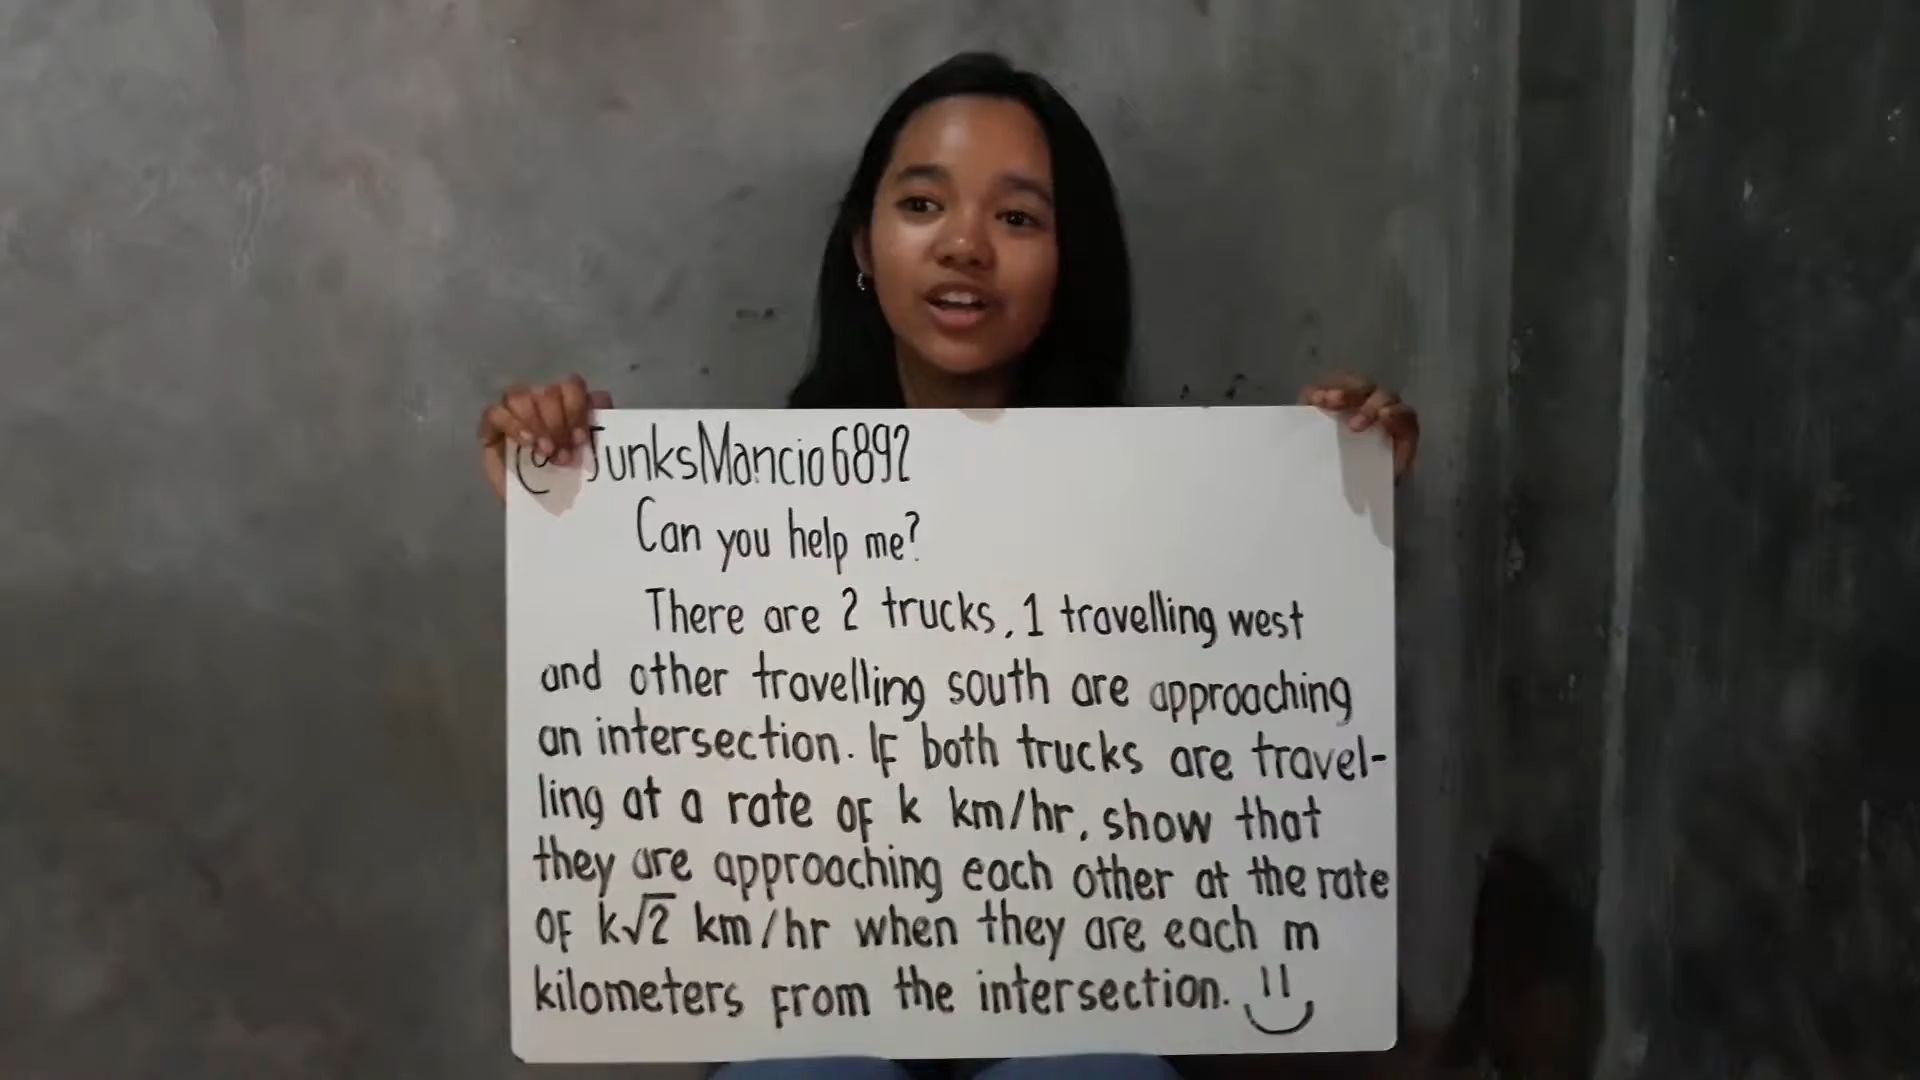 @JunksMancio6892
Can you help me?
There are 2 trucks, 1 travelling west
and other travelling south are approaching
an intersection. If both trucks are travel-
ling at a rate of k km/hr, show that
they are approaching each other at the rate
of k√2 km/hr when they are each m
kilometers from the intersection.